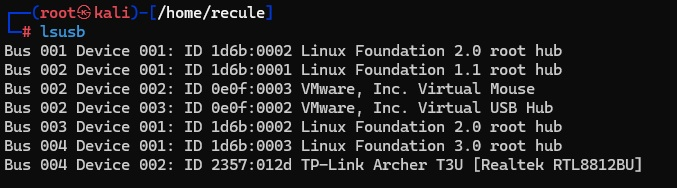 ┌──(root㉿kali)-[/home/recule]
└─# lsusb
Bus 001 Device 001: ID 1d6b:0002 Linux Foundation 2.0 root hub
Bus 002 Device 001: ID 1d6b:0001 Linux Foundation 1.1 root hub
Bus 002 Device 002: ID 0e0f:0003 VMware, Inc. Virtual Mouse
Bus 002 Device 003: ID 0e0f:0002 VMware, Inc. Virtual USB Hub
Bus 003 Device 001: ID 1d6b:0002 Linux Foundation 2.0 root hub
Bus 004 Device 001: ID 1d6b:0003 Linux Foundation 3.0 root hub
Bus 004 Device 002: ID 2357:012d TP-Link Archer T3U [Realtek RTL8812BU]